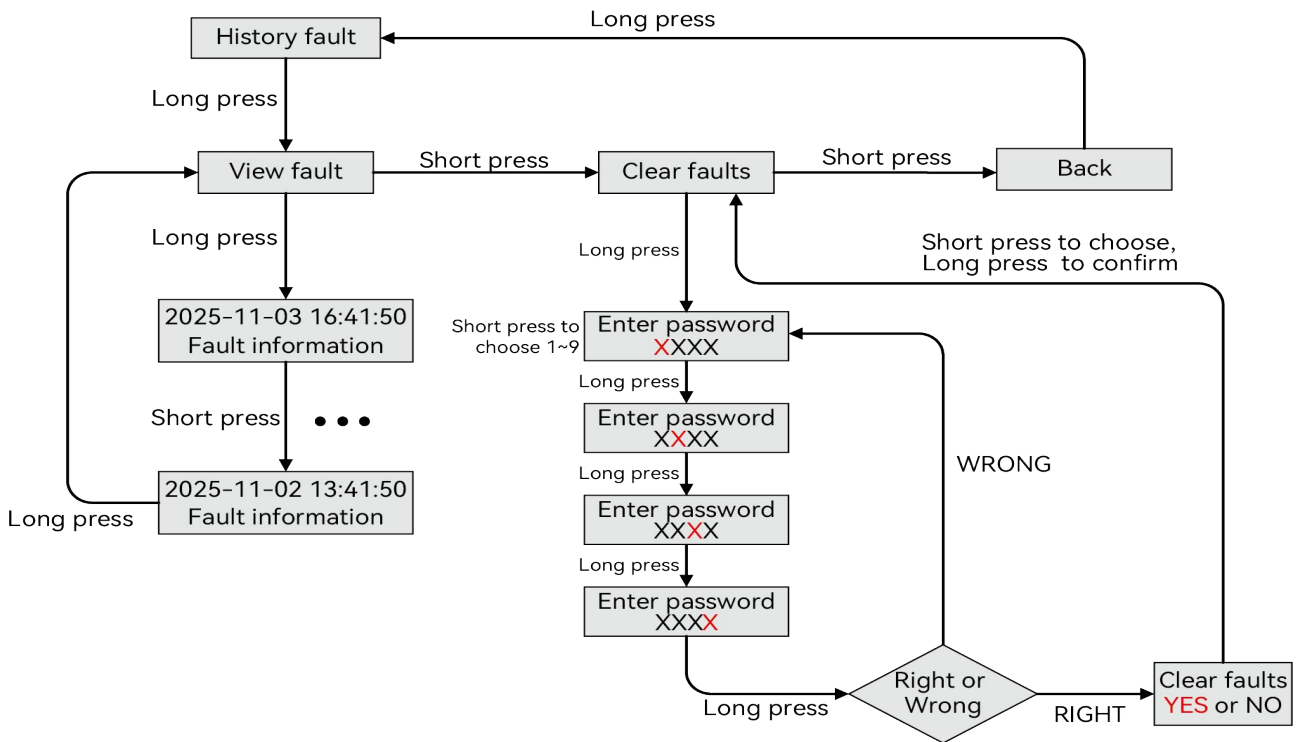 Long press
History fault
Long press
View fault
Short press
Clear faults
Short press
Back
Long press
Long press
Short press to choose,
Long press to confirm
2025-11-03 16:41:50
Fault information
Short press to
choose 1~9
Enter password
XXXX
Long press
Short press
Enter password
XXXX
WRONG
Long press
2025-11-02 13:41:50
Fault information
Long press
Enter password
XXXX
Long press
Enter password
XXXX
Right or
Wrong
Clear faults
YES or NO
Long press
RIGHT